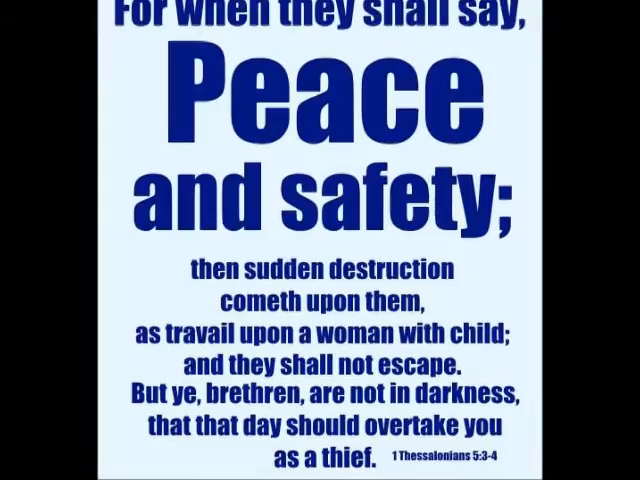 For when they shall say,
Peace
and safety;
then sudden destruction
cometh upon them,
as travail upon a woman with child;
and they shall not escape.
But ye, brethren, are not in darkness,
that that day should overtake you
as a thief. 1 Thessalonians 5:3-4